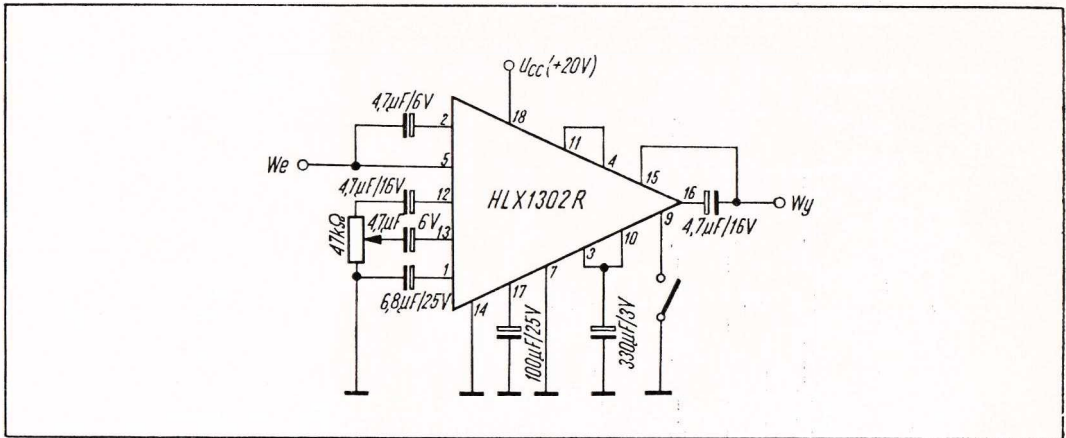 UCC (+20V)
4,7µF/6V
2
18
11
4
We
5
15
4,7µF/16V
12
HLX1302R
16
Wy
47kΩ
4,7µF
6V
13
9
4,7µF/16V
10
3
1
7
6,8µF/25V
17
14
100µF/25V
330µF/3V